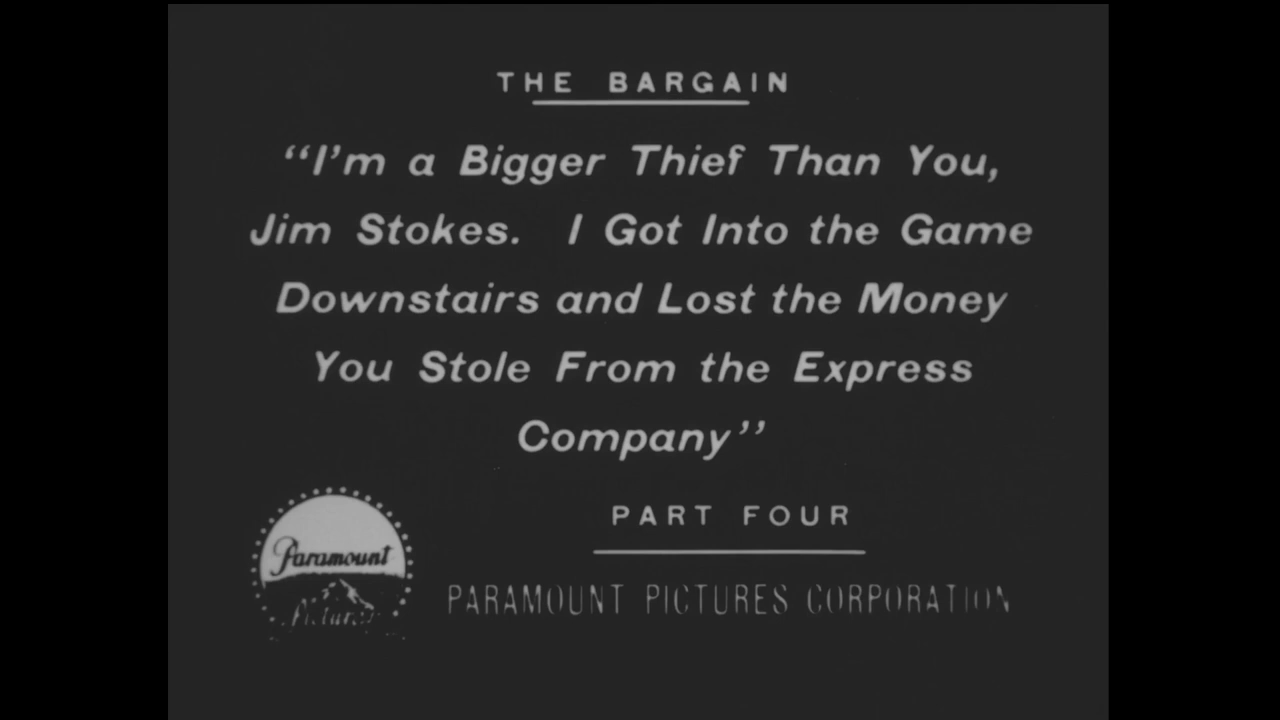 THE BARGAIN
“I’m a Bigger Thief Than You,
Jim Stokes. I Got Into the Game
Downstairs and Lost the Money
You Stole From the Express
Company”
PART FOUR
Paramount
Pictures
PARAMOUNT PICTURES CORPORATION